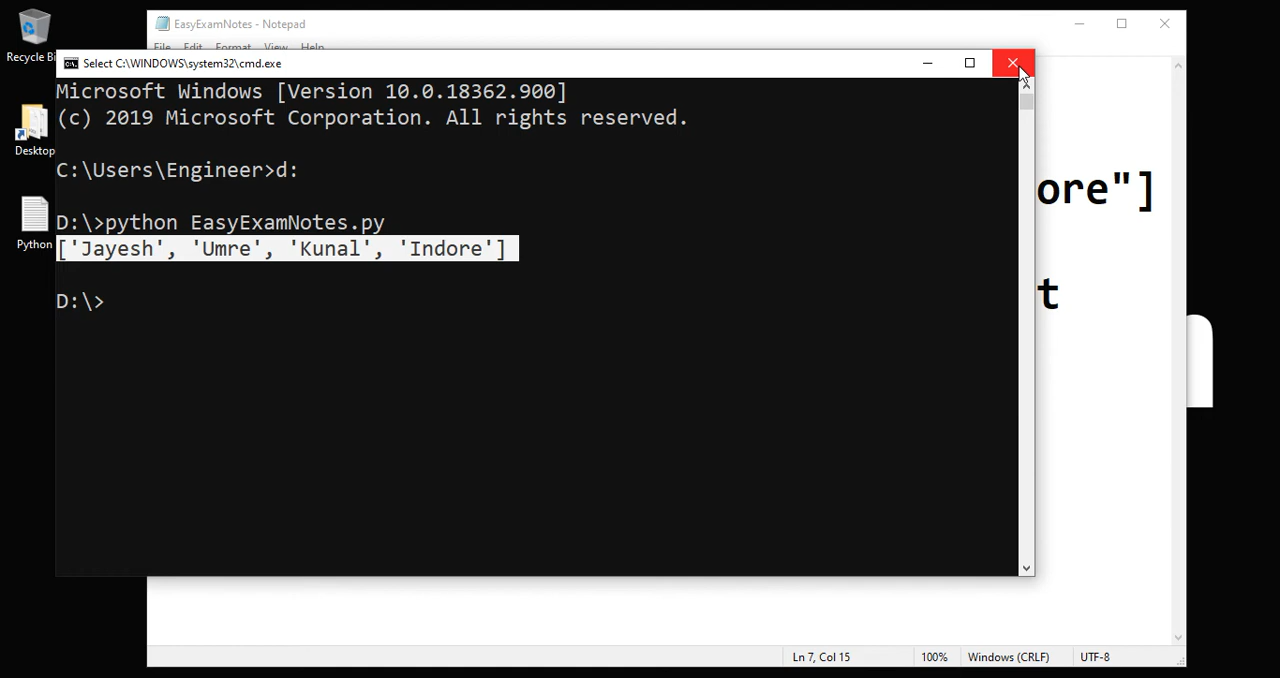 Recycle Bi
EasyExamNotes - Notepad
File Edit Format View Help
Select C:\WINDOWS\system32\cmd.exe
Microsoft Windows [Version 10.0.18362.900]
(c) 2019 Microsoft Corporation. All rights reserved.
Desktop
C:\Users\Engineer>d:
ore"]
D:\>python EasyExamNotes.py
Python
['Jayesh', 'Umre', 'Kunal', 'Indore']
t
D:\>
Ln 7, Col 15 100% Windows (CRLF) UTF-8